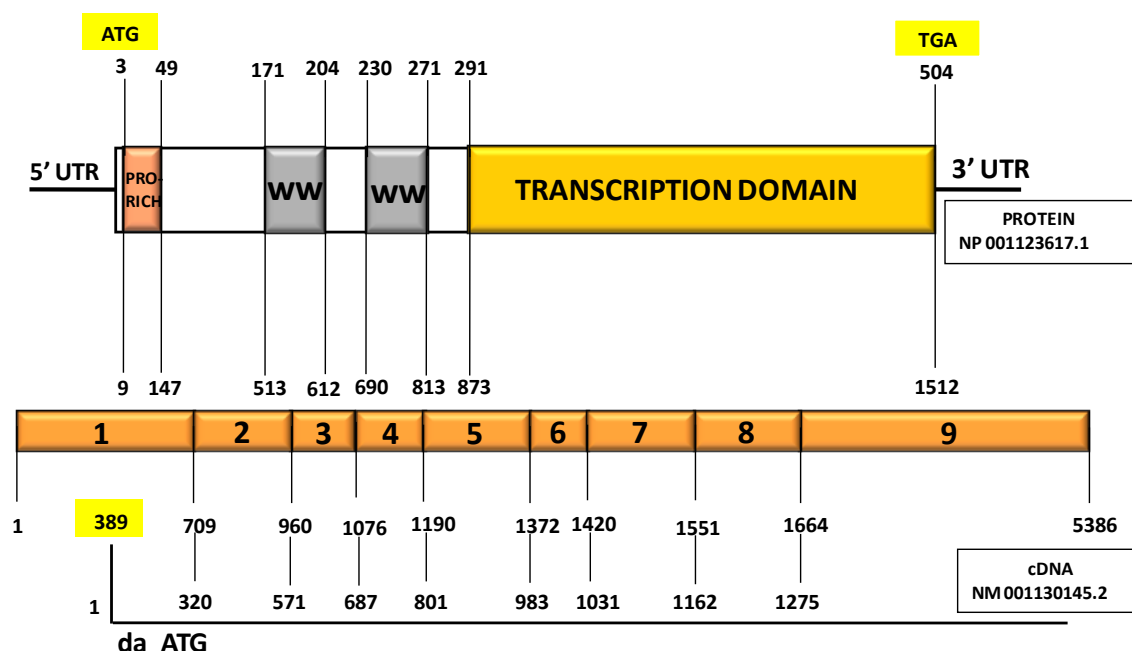 ATG
TGA
3 49 171 204 230 271 291 504
5’ UTR
PRO-
RICH
WW
WW
TRANSCRIPTION DOMAIN
3’ UTR
PROTEIN
NP 001123617.1
9 147 513 612 690 813 873 1512
1 2 3 4 5 6 7 8 9
1 389 709 960 1076 1190 1372 1420 1551 1664 5386
cDNA
NM 001130145.2
1 320 571 687 801 983 1031 1162 1275
da ATG